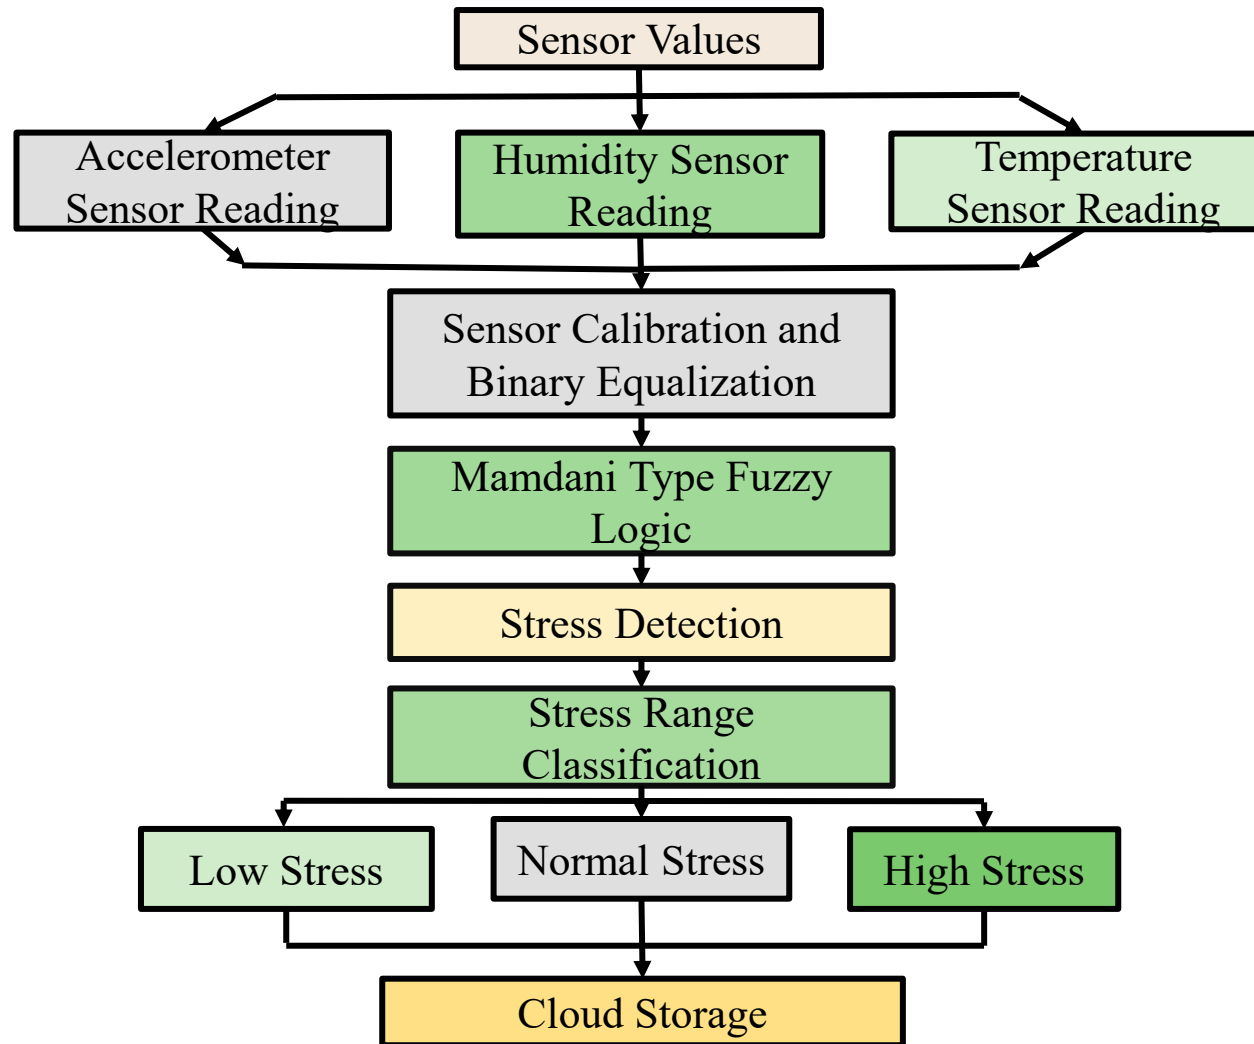 Sensor Values
Accelerometer
Sensor Reading
Humidity Sensor
Reading
Temperature
Sensor Reading
Sensor Calibration and
Binary Equalization
Mamdani Type Fuzzy
Logic
Stress Detection
Stress Range
Classification
Low Stress
Normal Stress
High Stress
Cloud Storage